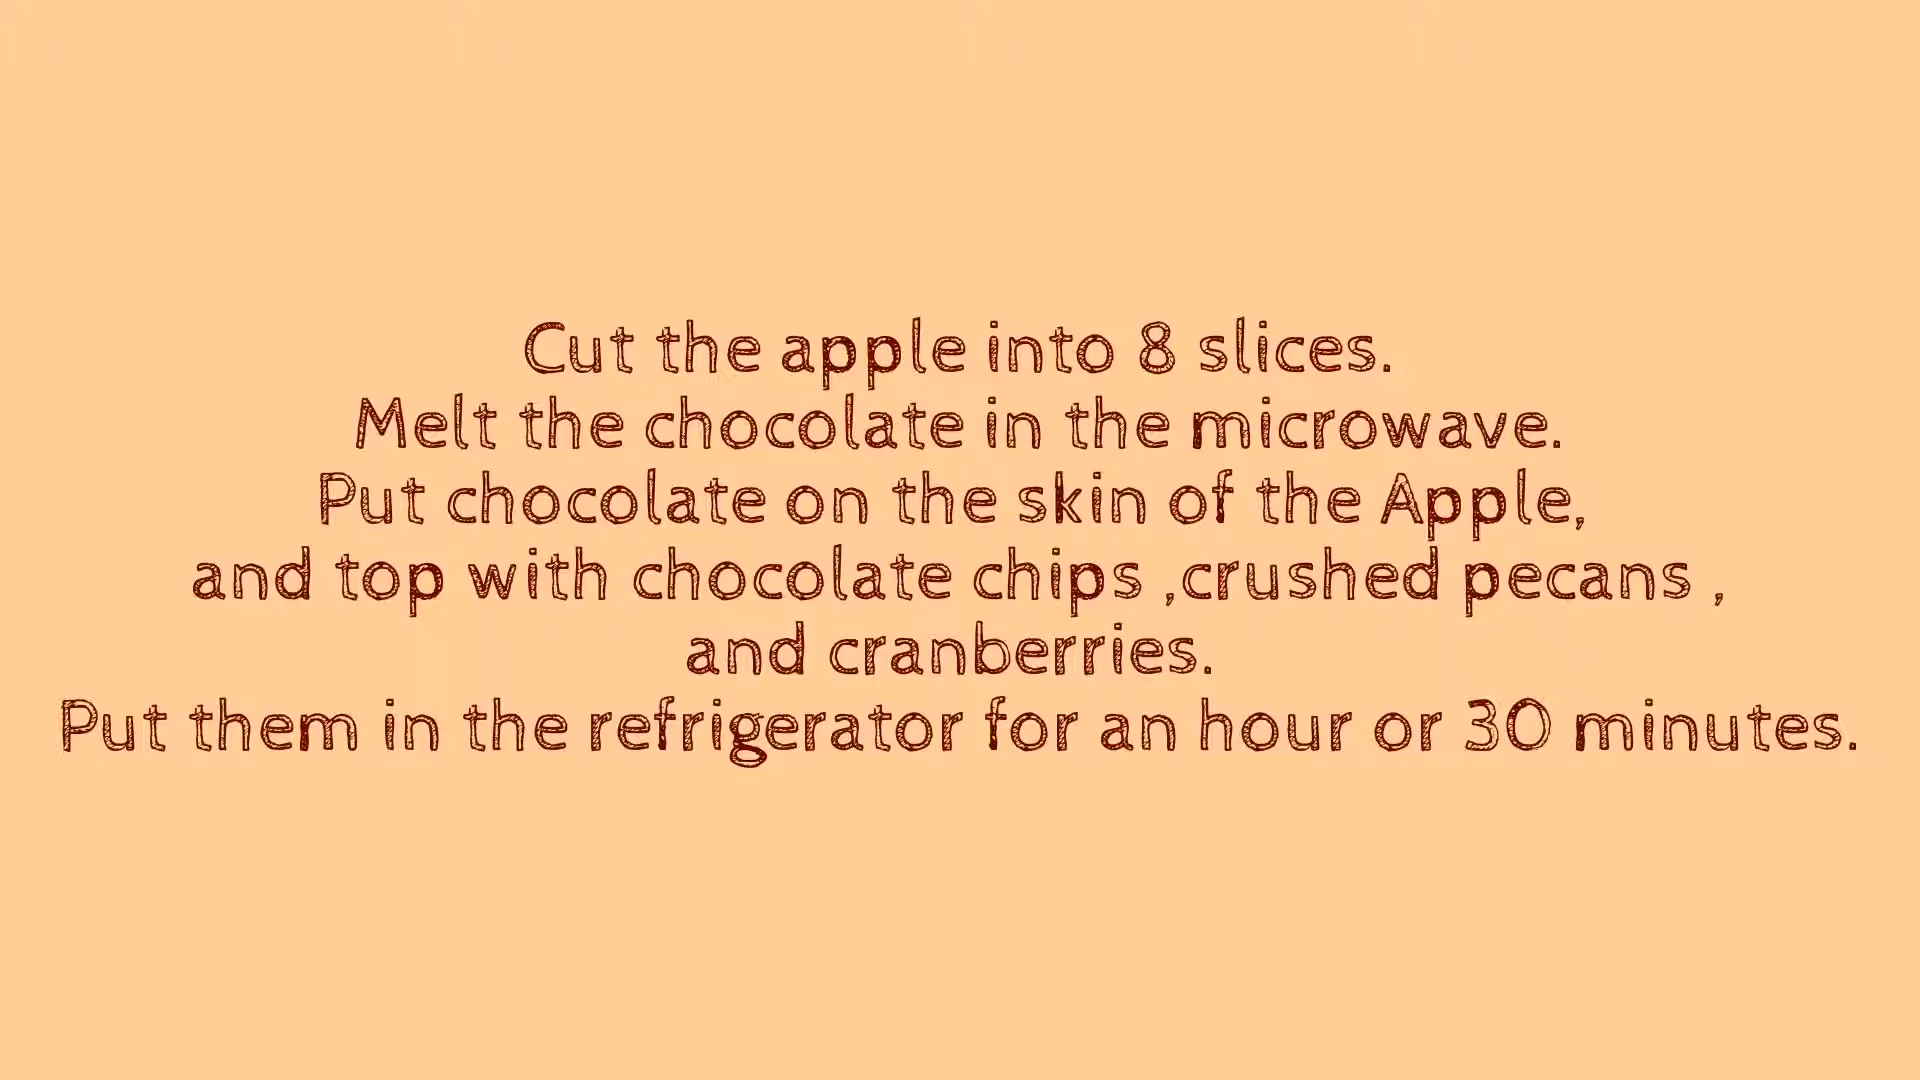 Cut the apple into 8 slices.
Melt the chocolate in the microwave.
Put chocolate on the skin of the Apple,
and top with chocolate chips ,crushed pecans ,
and cranberries.
Put them in the refrigerator for an hour or 30 minutes.